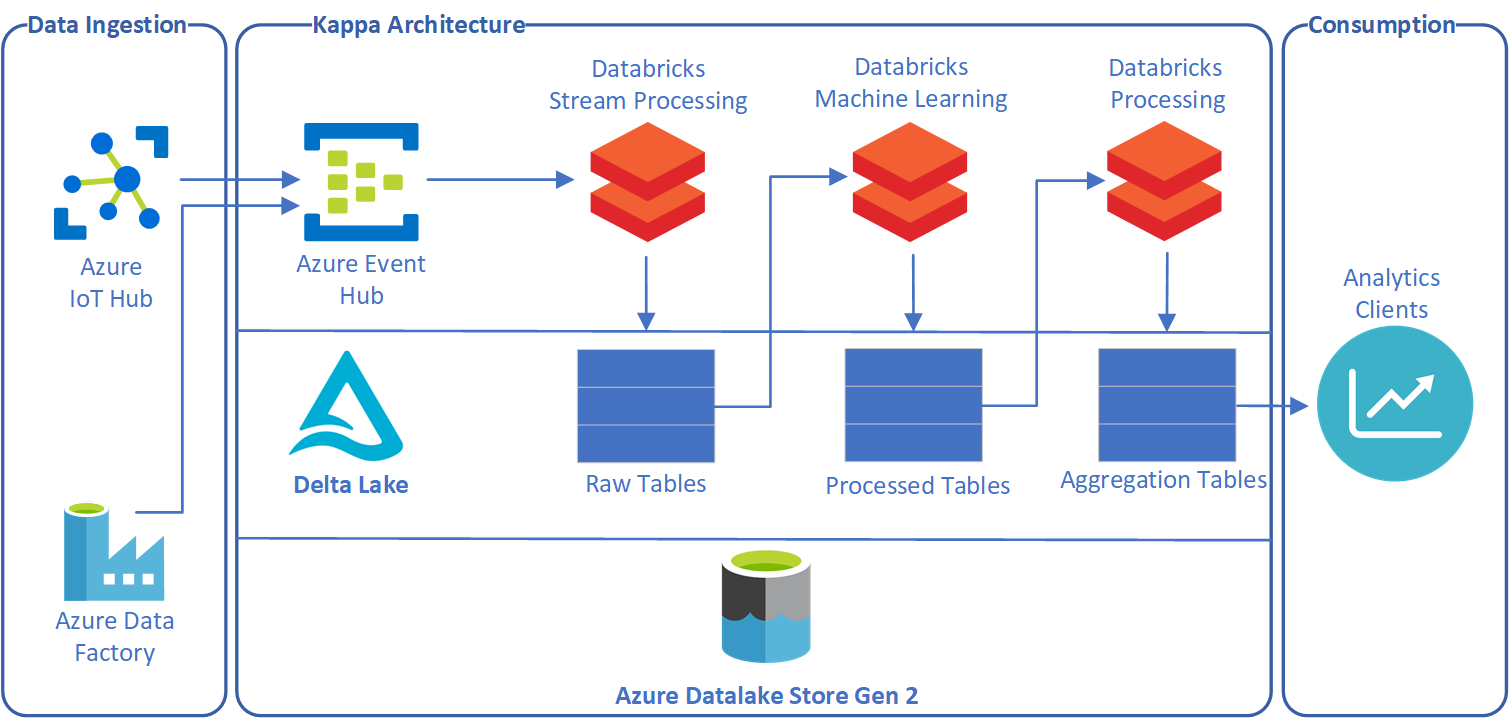 Data Ingestion
Kappa Architecture
Consumption
Databricks
Stream Processing
Databricks
Machine Learning
Databricks
Processing
Azure
IoT Hub
Azure Event
Hub
Analytics
Clients
Delta Lake
Raw Tables
Processed Tables
Aggregation Tables
Azure Data
Factory
Azure Datalake Store Gen 2